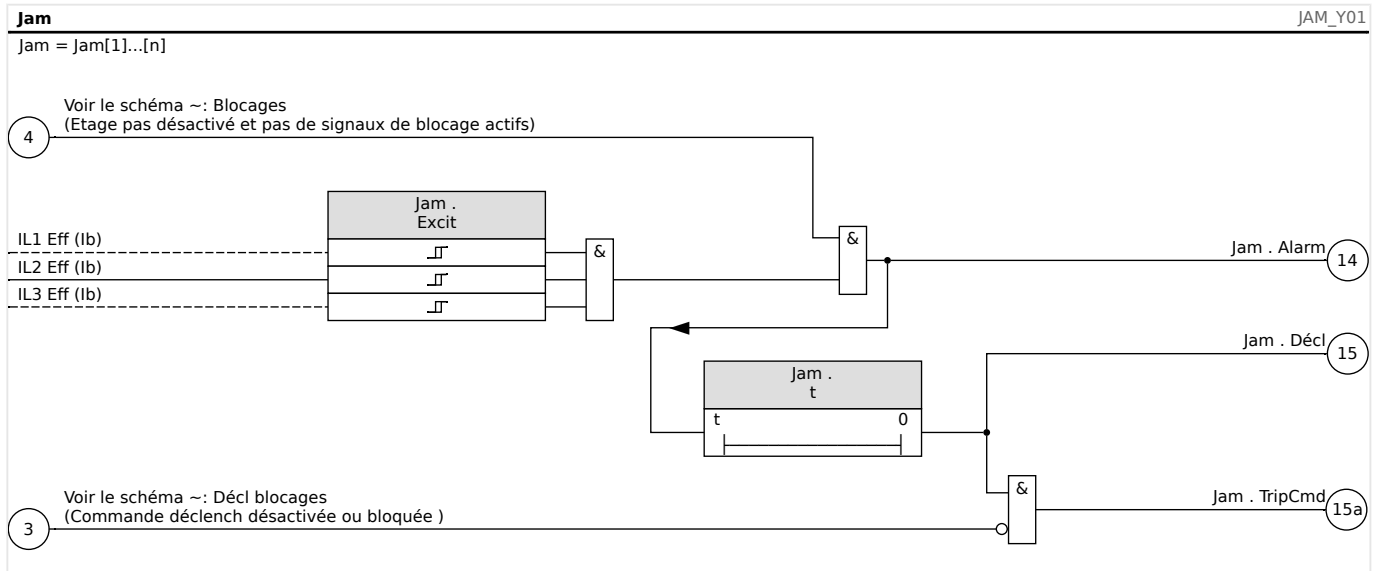 Jam
JAM_Y01
Jam = Jam[1]...[n]
Voir le schéma ~: Blocages
(Etage pas désactivé et pas de signaux de blocage actifs)
4
Jam .
Excit
IL1 Eff (Ib)
IL2 Eff (Ib)
IL3 Eff (Ib)
&
&
Jam . Alarm
14
Jam . Décl
15
Jam .
t
t 0
Voir le schéma ~: Décl blocages
(Commande déclench désactivée ou bloquée )
3
&
Jam . TripCmd
15a